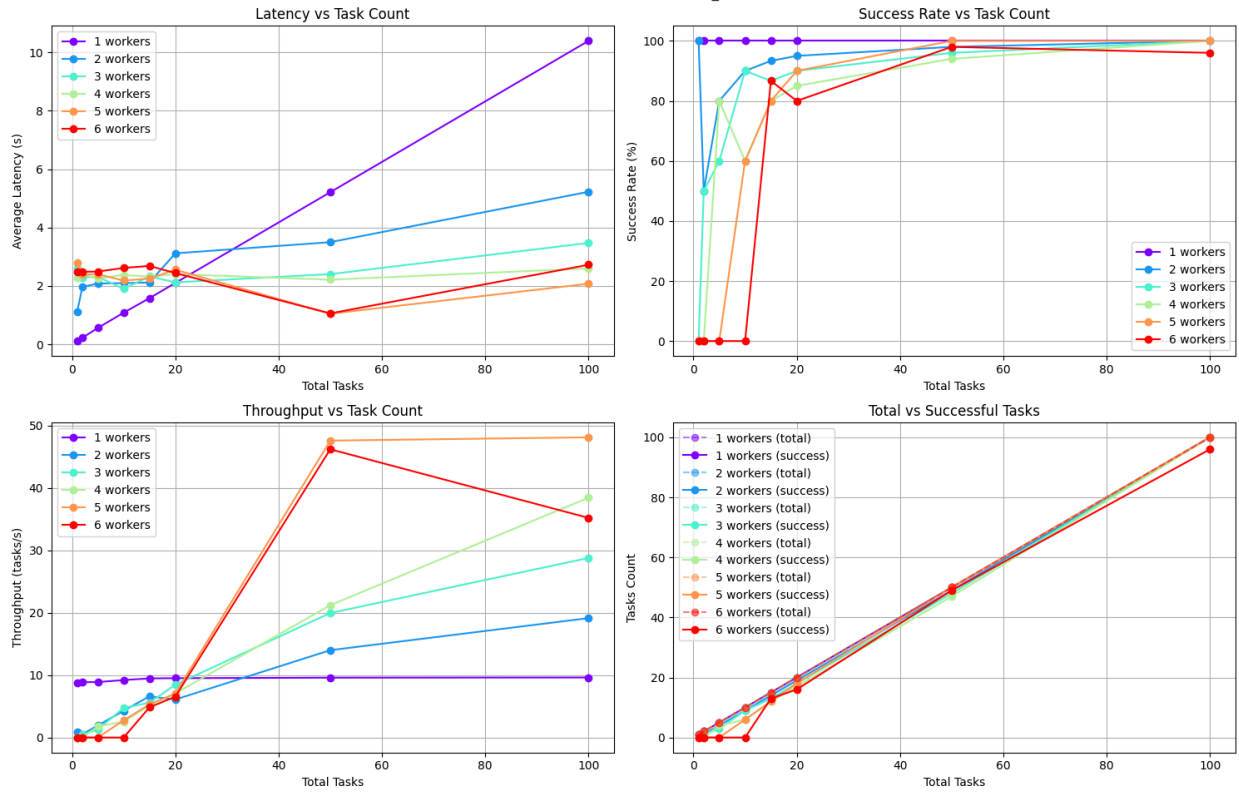 Latency vs Task Count
10
8
6
4
2
0
Average Latency (s)
1 workers
2 workers
3 workers
4 workers
5 workers
6 workers
0 20 40 60 80 100
Total Tasks
Success Rate vs Task Count
100
80
60
40
20
0
Success Rate (%)
1 workers
2 workers
3 workers
4 workers
5 workers
6 workers
0 20 40 60 80 100
Total Tasks
Throughput vs Task Count
50
40
30
20
10
0
Throughput (tasks/s)
1 workers
2 workers
3 workers
4 workers
5 workers
6 workers
0 20 40 60 80 100
Total Tasks
Total vs Successful Tasks
100
80
60
40
20
0
Tasks Count
1 workers (total)
1 workers (success)
2 workers (total)
2 workers (success)
3 workers (total)
3 workers (success)
4 workers (total)
4 workers (success)
5 workers (total)
5 workers (success)
6 workers (total)
6 workers (success)
0 20 40 60 80 100
Total Tasks